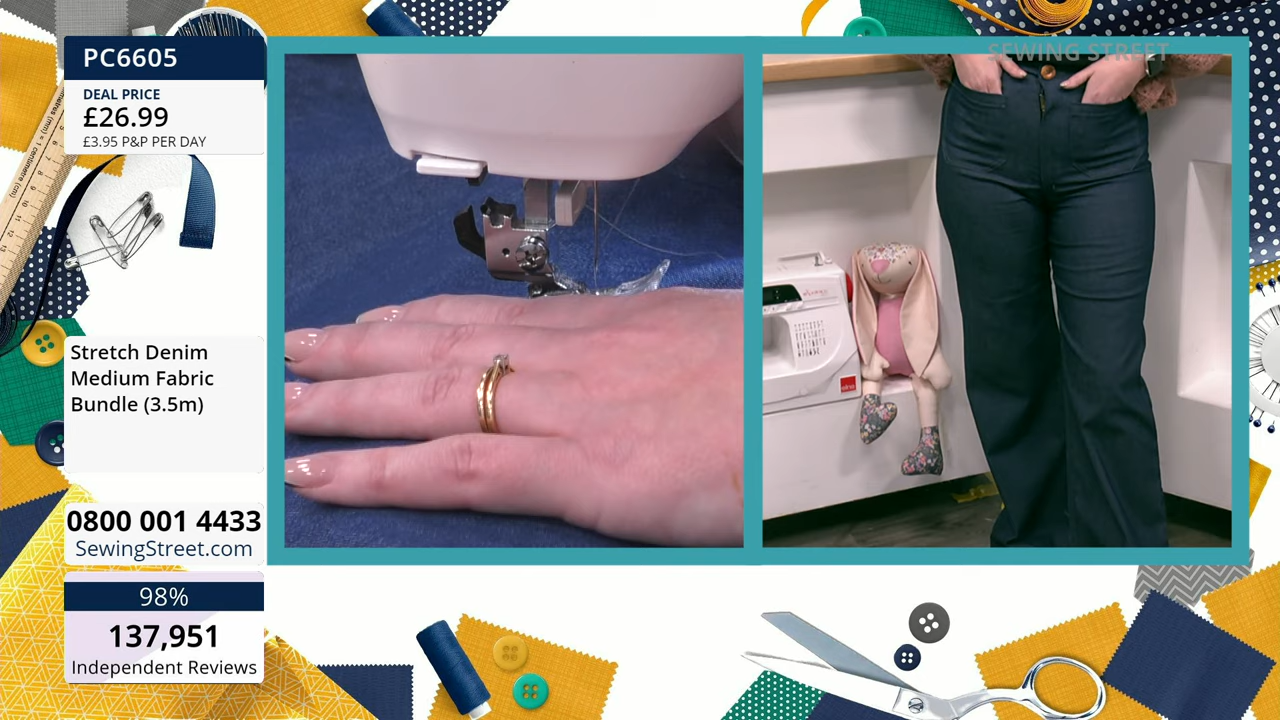 PC6605
DEAL PRICE
£26.99
£3.95 P&P PER DAY
Stretch Denim
Medium Fabric
Bundle (3.5m)
0800 001 4433
SewingStreet.com
98%
137,951
Independent Reviews
SEWING STREET
elna